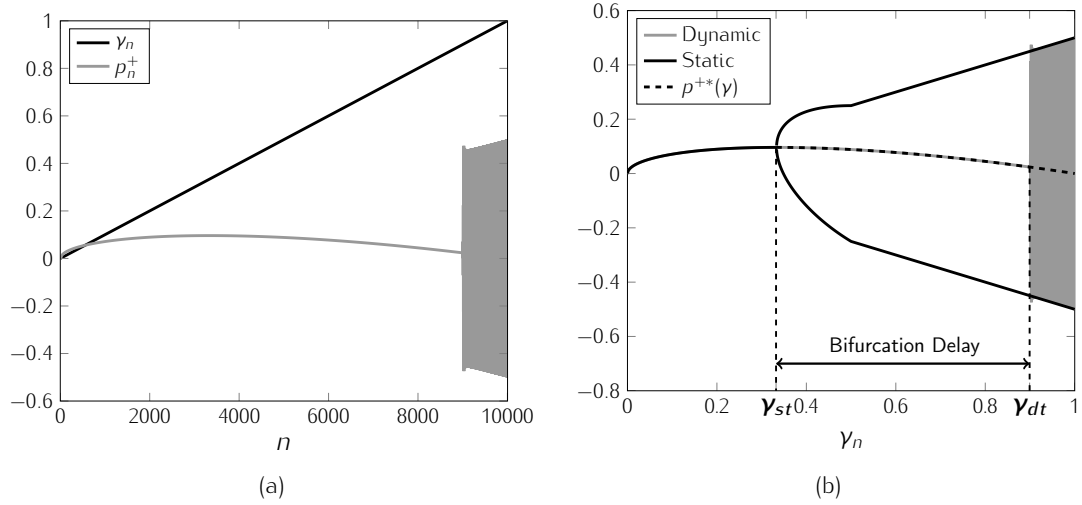 1
0.8
0.6
0.4
0.2
0
−0.2
−0.4
−0.6
γₙ
pₙ⁺
0 2000 4000 6000 8000 10000
n
(a)
0.6
0.4
0.2
0
−0.2
−0.4
−0.6
−0.8
Dynamic
Static
p⁺*(γ)
Bifurcation Delay
0 0.2 γst 0.4 0.6 0.8 γdt 1
γₙ
(b)